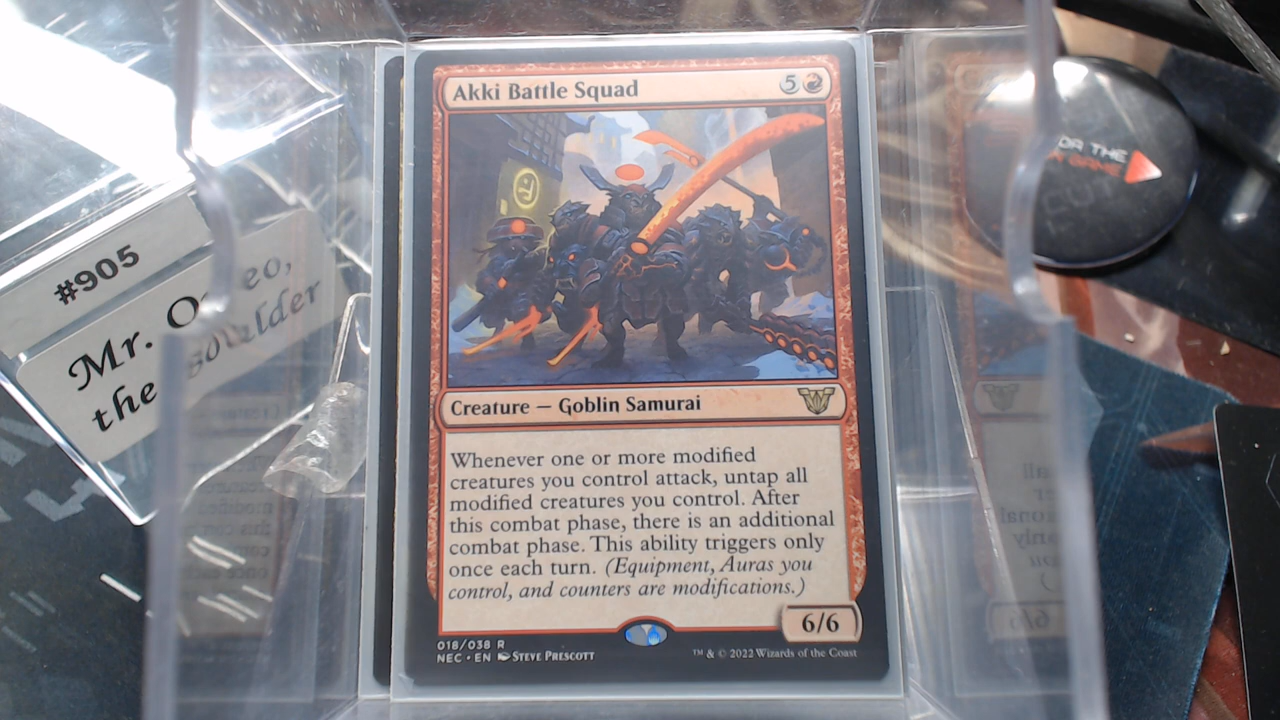 Akki Battle Squad
5
Creature — Goblin Samurai
Whenever one or more modified
creatures you control attack, untap all
modified creatures you control. After
this combat phase, there is an additional
combat phase. This ability triggers only
once each turn. (Equipment, Auras you
control, and counters are modifications.)
6/6
018/038 R
NEC • EN STEVE PRESCOTT
™ & © 2022 Wizards of the Coast
#905
Mr.
the
FOR THE